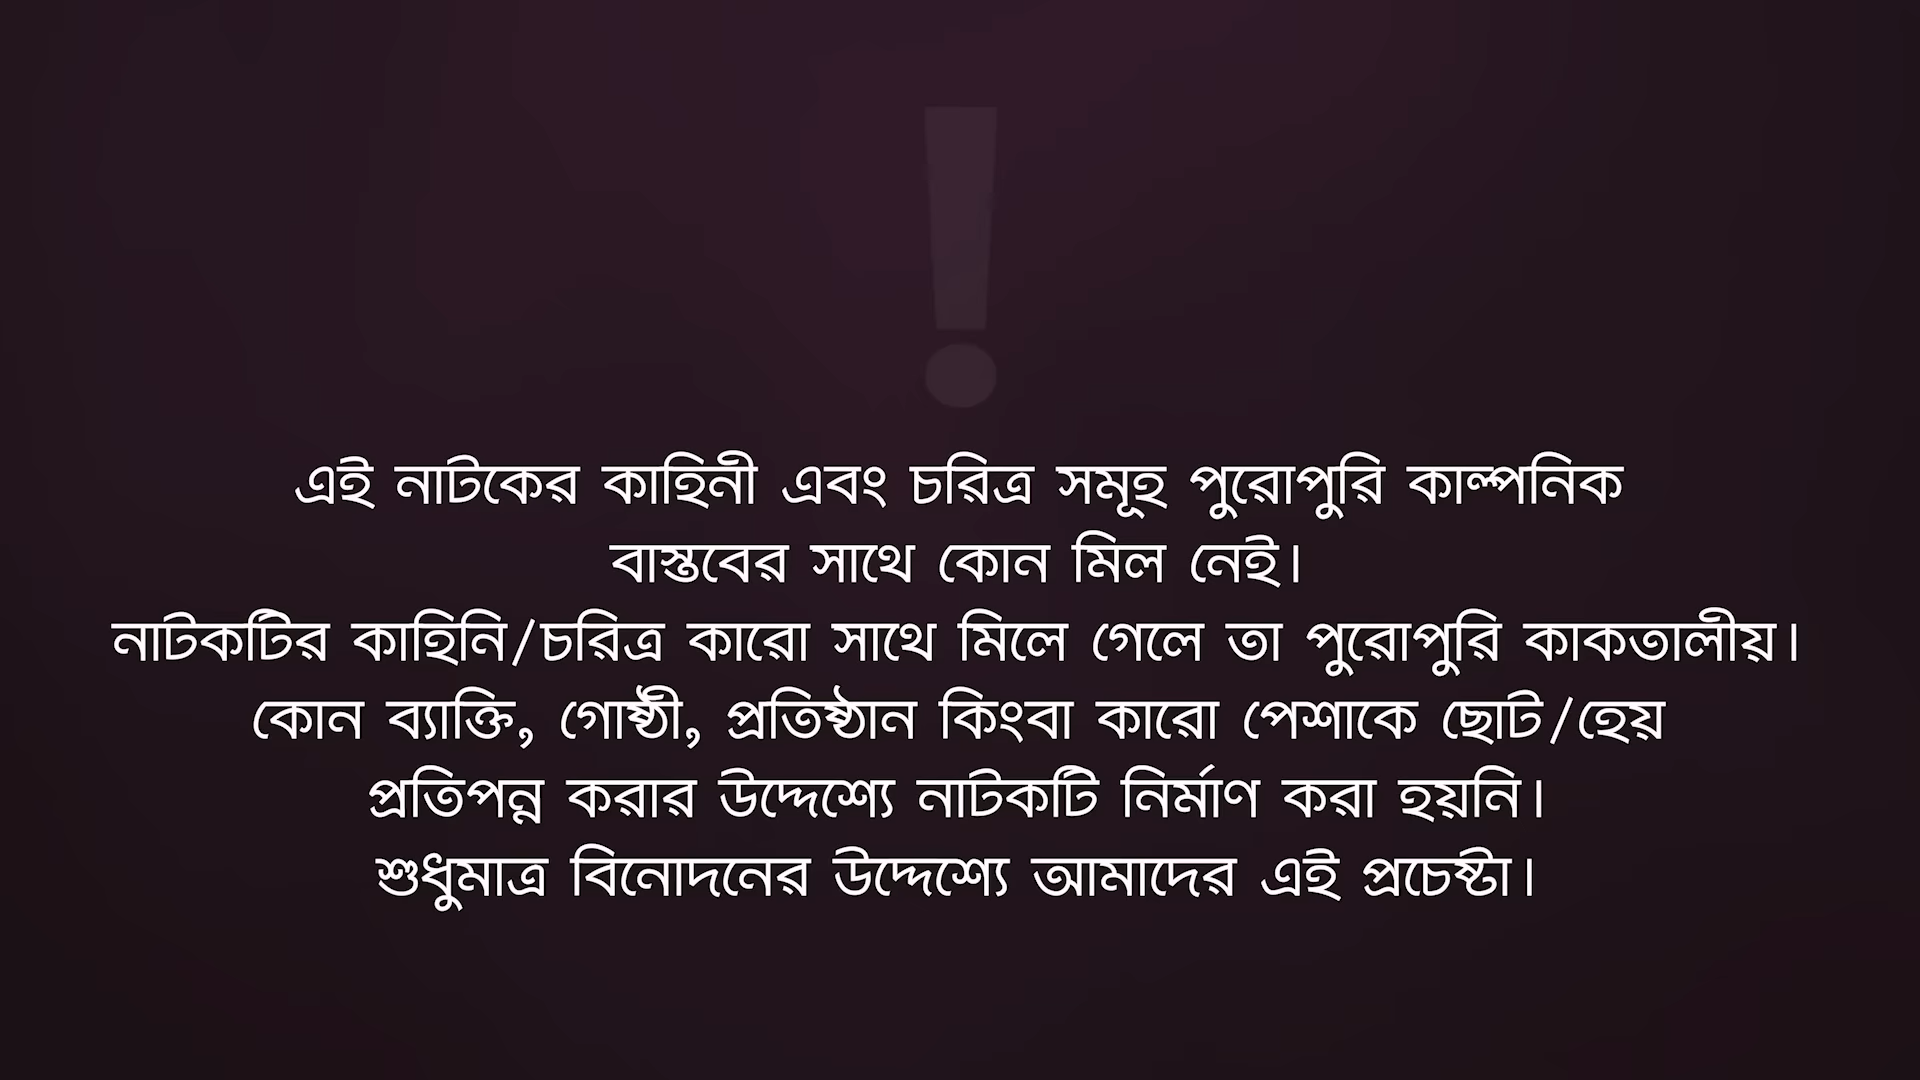 এই নাটকের কাহিনী এবং চরিত্র সমূহ পুরোপুরি কাল্পনিক
বাস্তবের সাথে কোন মিল নেই।
নাটকটির কাহিনি/চরিত্র কারো সাথে মিলে গেলে তা পুরোপুরি কাকতালীয়।
কোন ব্যাক্তি, গোষ্ঠী, প্রতিষ্ঠান কিংবা কারো পেশাকে ছোট/হেয়
প্রতিপন্ন করার উদ্দেশ্যে নাটকটি নির্মাণ করা হয়নি।
শুধুমাত্র বিনোদনের উদ্দেশ্যে আমাদের এই প্রচেষ্টা।